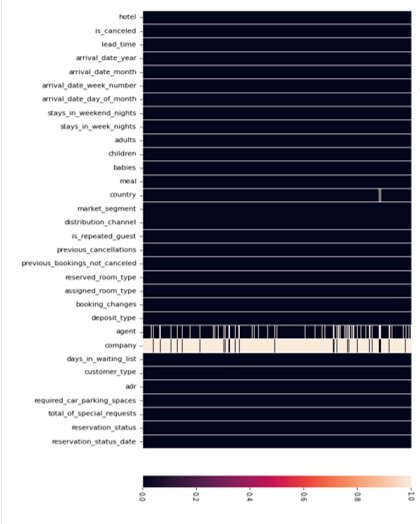 hotel
is_canceled
lead_time
arrival_date_year
arrival_date_month
arrival_date_week_number
arrival_date_day_of_month
stays_in_weekend_nights
stays_in_week_nights
adults
children
babies
meal
country
market_segment
distribution_channel
is_repeated_guest
previous_cancellations
previous_bookings_not_canceled
reserved_room_type
assigned_room_type
booking_changes
deposit_type
agent
company
days_in_waiting_list
customer_type
adr
required_car_parking_spaces
total_of_special_requests
reservation_status
reservation_status_date
0.0 0.2 0.4 0.6 0.8 1.0